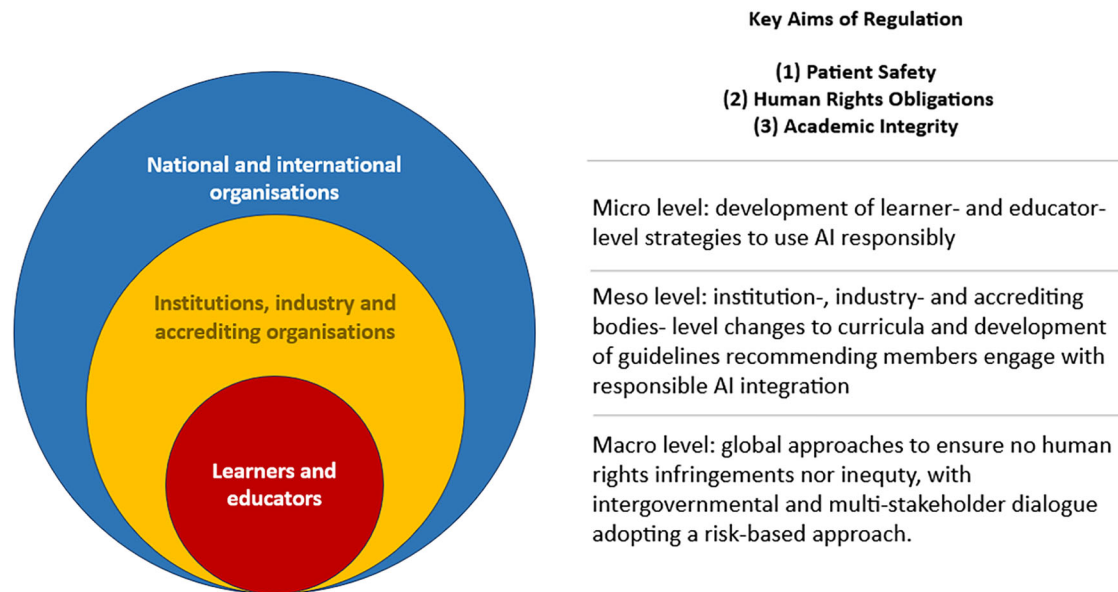 National and international
organisations
Institutions, industry and
accrediting organisations
Learners and
educators
Key Aims of Regulation
(1) Patient Safety
(2) Human Rights Obligations
(3) Academic Integrity
Micro level: development of learner- and educator-
level strategies to use AI responsibly
Meso level: institution-, industry- and accrediting
bodies- level changes to curricula and development
of guidelines recommending members engage with
responsible AI integration
Macro level: global approaches to ensure no human
rights infringements nor inequty, with
intergovernmental and multi-stakeholder dialogue
adopting a risk-based approach.